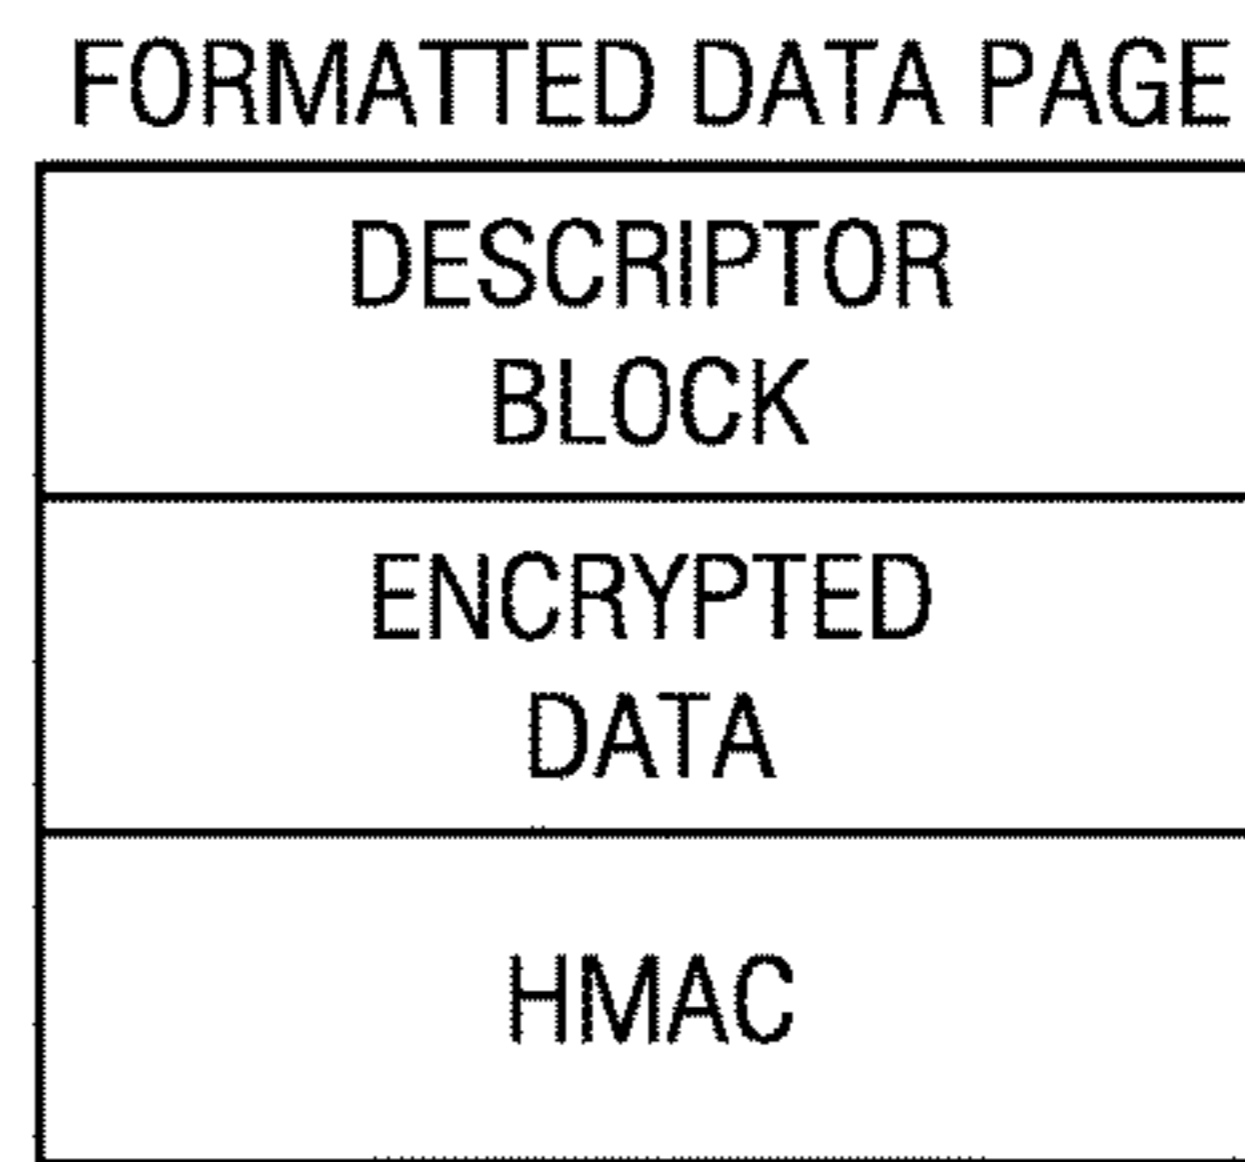 FORMATTED DATA PAGE
DESCRIPTOR
BLOCK
ENCRYPTED
DATA
HMAC